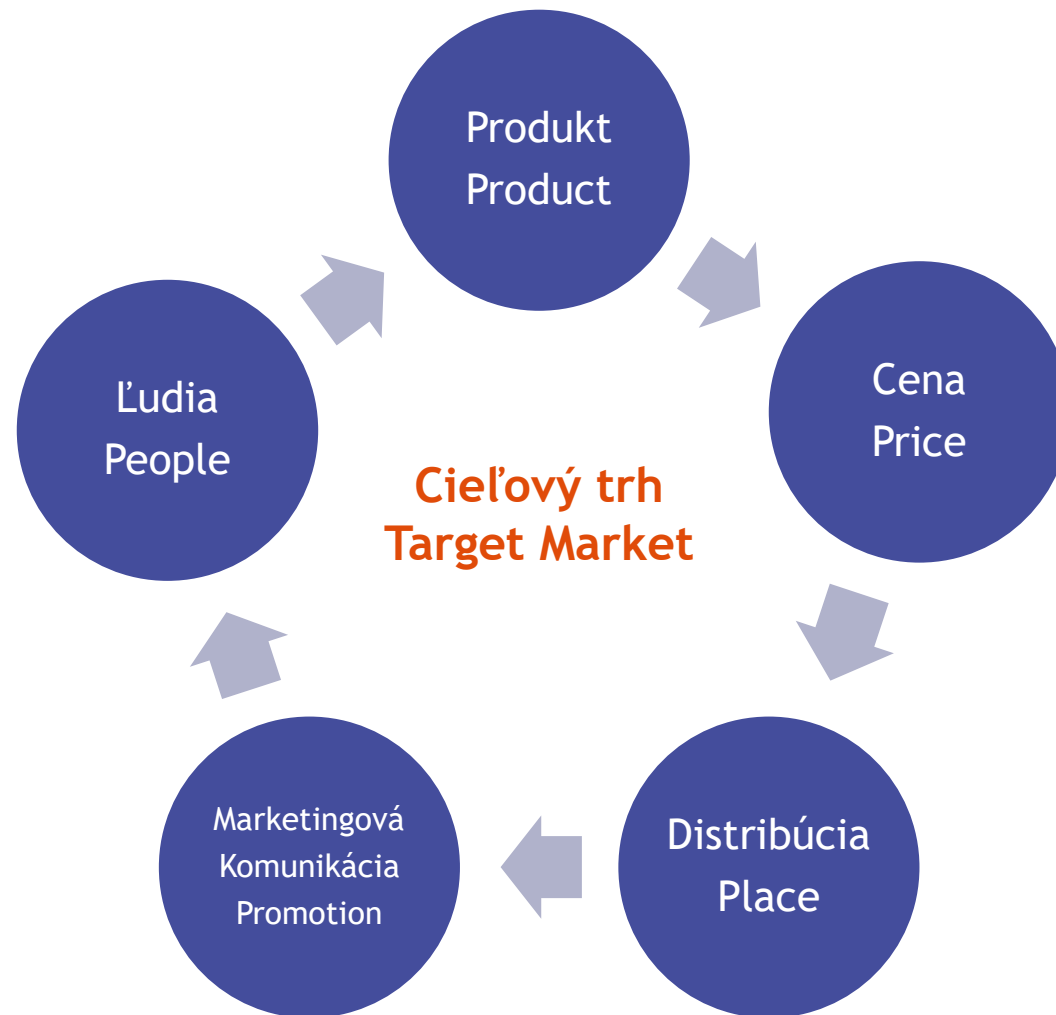 Produkt
Product
Cena
Price
Ľudia
People
Cieľový trh
Target Market
Distribúcia
Place
Marketingová
Komunikácia
Promotion